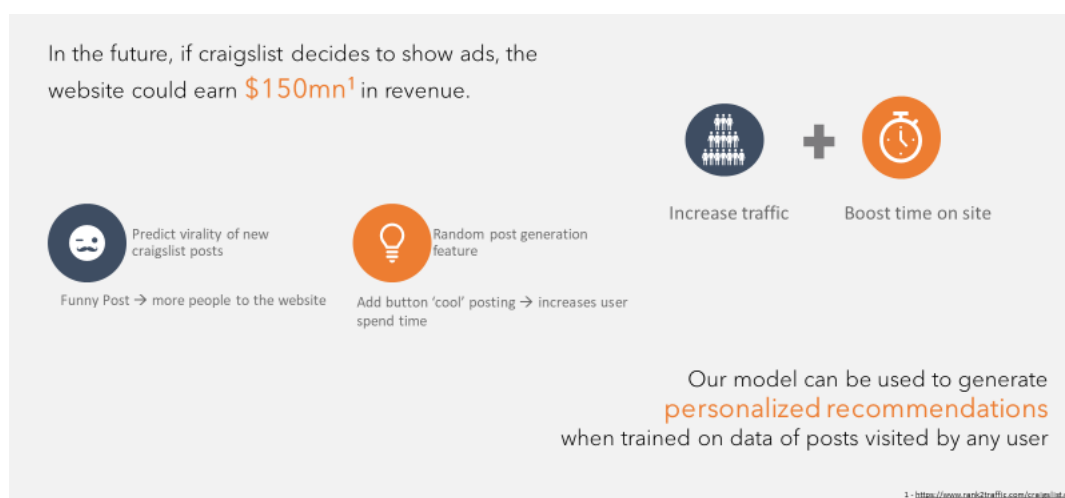 In the future, if craigslist decides to show ads, the
website could earn $150mn1 in revenue.
Increase traffic
Boost time on site
Predict virality of new
craigslist posts
Random post generation
feature
Funny Post → more people to the website
Add button ‘cool’ posting → increases user
spend time
Our model can be used to generate
personalized recommendations
when trained on data of posts visited by any user
1 - https://www.rank2traffic.com/craigslist.